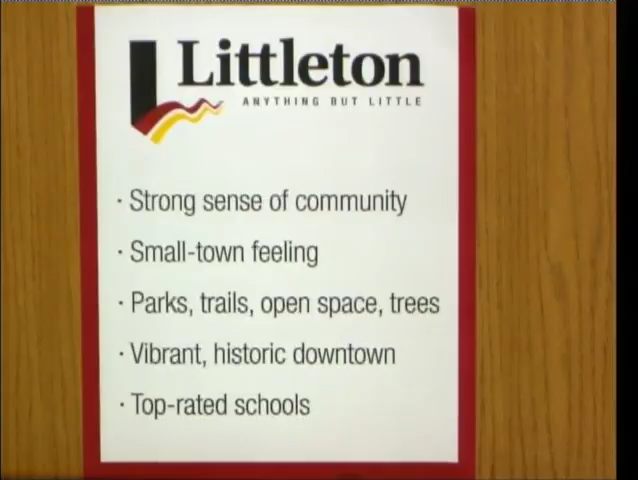 Littleton
ANYTHING BUT LITTLE
· Strong sense of community
· Small-town feeling
· Parks, trails, open space, trees
· Vibrant, historic downtown
· Top-rated schools